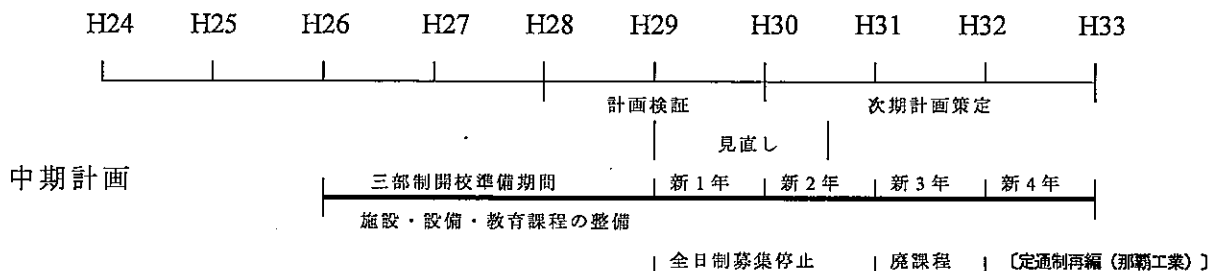 H24 H25 H26 H27 H28 H29 H30 H31 H32 H33
計画検証 次期計画策定
見直し
中期計画
三部制開校準備期間 新1年 新2年 新3年 新4年
施設・設備・教育課程の整備
全日制募集停止 廃課程 〔定通制再編（那覇工業）〕